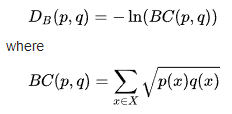 D_B(p, q) = − ln(BC(p, q))
where
BC(p, q) = ∑_{x∈X} √p(x)q(x)